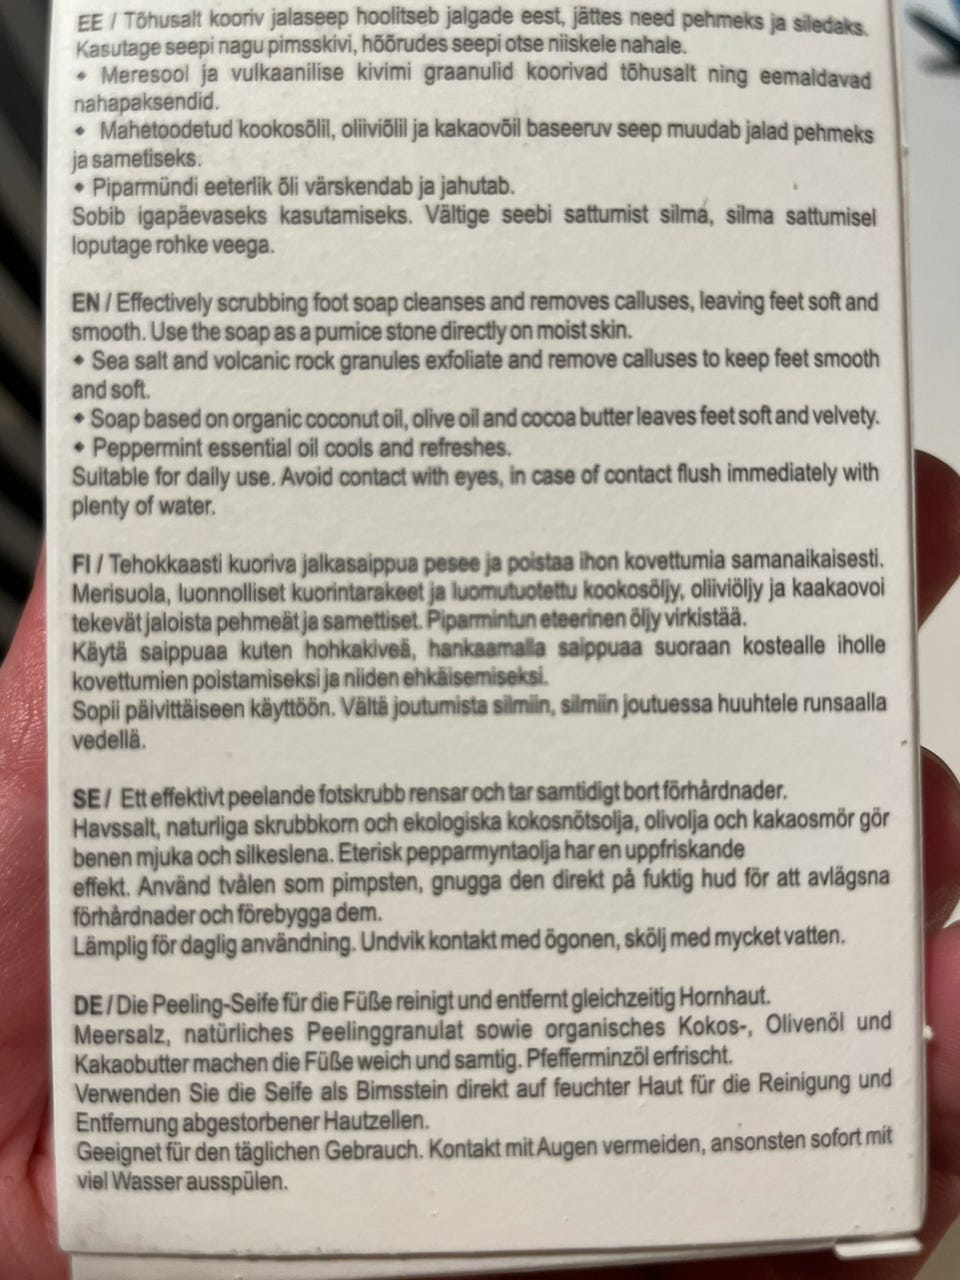 EE / Tõhusalt kooriv jalaseep hoolitseb jalgade eest, jättes need pehmeks ja siledaks.
Kasutage seepi nagu pimsskivi, hõõrudes seepi otse niiskele nahale.
• Meresool ja vulkaanilise kivimi graanulid koorivad tõhusalt ning eemaldavad
nahapaksendid.
• Mahetoodetud kookosõlil, oliiviõlil ja kakaovõil baseeruv seep muudab jalad pehmeks
ja sametiseks.
• Piparmündi eeterlik õli värskendab ja jahutab.
Sobib igapäevaseks kasutamiseks. Vältige seebi sattumist silma, silma sattumisel
loputage rohke veega.
EN / Effectively scrubbing foot soap cleanses and removes calluses, leaving feet soft and
smooth. Use the soap as a pumice stone directly on moist skin.
• Sea salt and volcanic rock granules exfoliate and remove calluses to keep feet smooth
and soft.
• Soap based on organic coconut oil, olive oil and cocoa butter leaves feet soft and velvety.
• Peppermint essential oil cools and refreshes.
Suitable for daily use. Avoid contact with eyes, in case of contact flush immediately with
plenty of water.
FI / Tehokkaasti kuoriva jalkasaippua pesee ja poistaa ihon kovettumia samanaikaisesti.
Merisuola, luonnolliset kuorintarakeet ja luomutuotettu kookosöljy, oliiviöljy ja kaakaovoi
tekevät jaloista pehmeät ja samettiset. Piparmintun eteerinen öljy virkistää.
Käytä saippuaa kuten hohkakiveä, hankaamalla saippuaa suoraan kostealle iholle
kovettumien poistamiseksi ja niiden ehkäisemiseksi.
Sopii päivittäiseen käyttöön. Vältä joutumista silmiin, silmiin joutuessa huuhtele runsaalla
vedellä.
SE / Ett effektivt peelande fotskrubb rensar och tar samtidigt bort förhårdnader.
Havssalt, naturliga skrubbkorn och ekologiska kokosnötsolja, olivolja och kakaosmör gör
benen mjuka och silkeslena. Eterisk pepparmyntaolja har en uppfriskande
effekt. Använd tvålen som pimpsten, gnugga den direkt på fuktig hud för att avlägsna
förhårdnader och förebygga dem.
Lämplig för daglig användning. Undvik kontakt med ögonen, skölj med mycket vatten.
DE / Die Peeling-Seife für die Füße reinigt und entfernt gleichzeitig Hornhaut.
Meersalz, natürliches Peelinggranulat sowie organisches Kokos-, Olivenöl und
Kakaobutter machen die Füße weich und samtig. Pfefferminzöl erfrischt.
Verwenden Sie die Seife als Bimsstein direkt auf feuchter Haut für die Reinigung und
Entfernung abgestorbener Hautzellen.
Geeignet für den täglichen Gebrauch. Kontakt mit Augen vermeiden, ansonsten sofort mit
viel Wasser ausspülen.